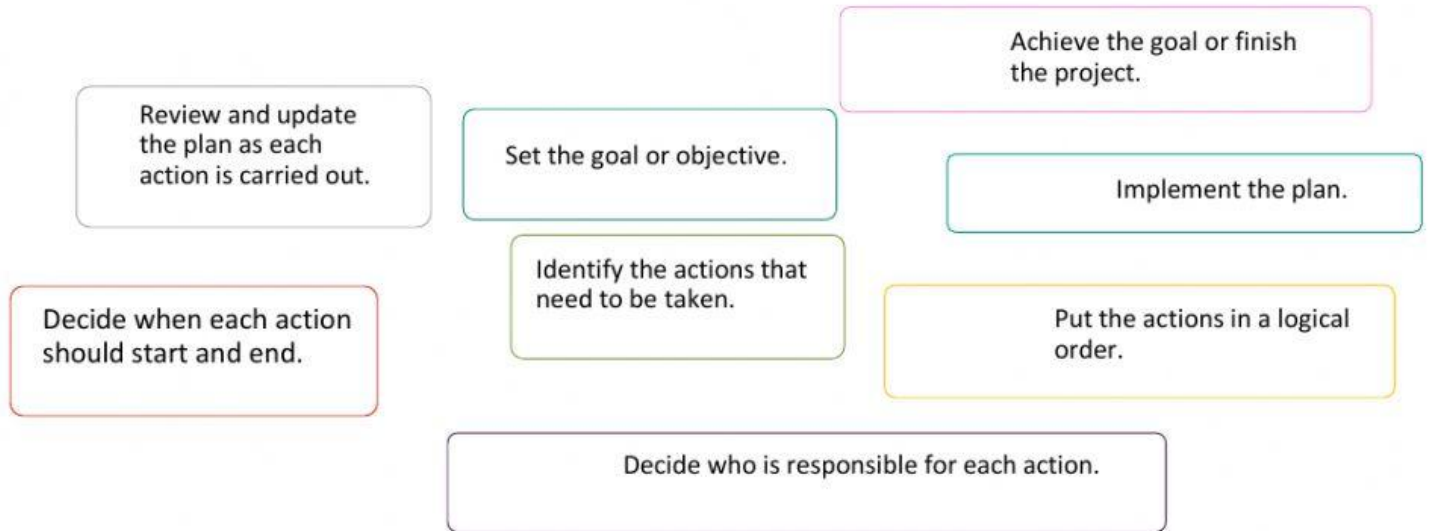 Achieve the goal or finish
the project.
Review and update
the plan as each
action is carried out.
Set the goal or objective.
Implement the plan.
Identify the actions that
need to be taken.
Decide when each action
should start and end.
Put the actions in a logical
order.
Decide who is responsible for each action.